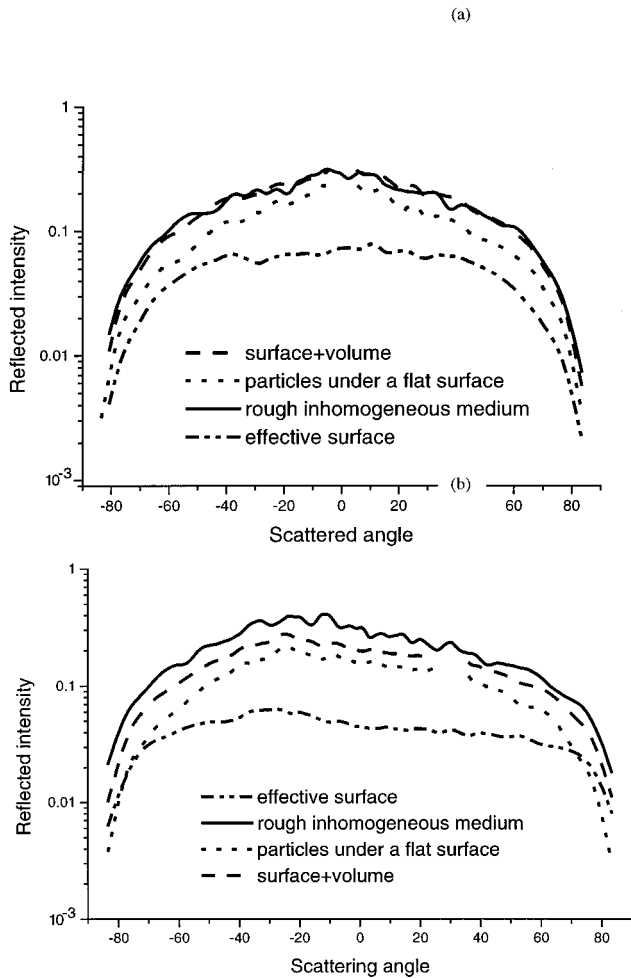 (a)
1
0.1
0.01
10-3
Reflected intensity
surface+volume
particles under a flat surface
rough inhomogeneous medium
effective surface
(b)
-80 -60 -40 -20 0 20 60 80
Scattered angle
1
0.1
0.01
10-3
Reflected intensity
effective surface
rough inhomogeneous medium
particles under a flat surface
surface+volume
-80 -60 -40 -20 0 20 40 60 80
Scattering angle